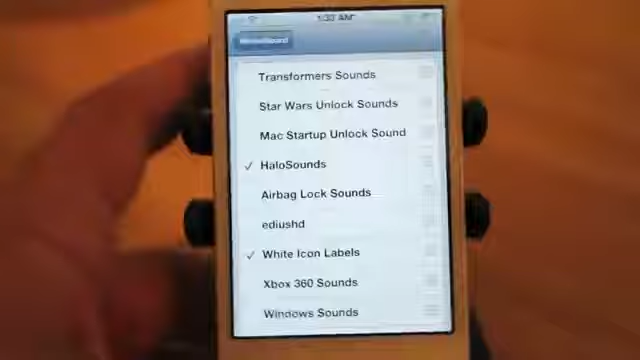 1:33 AM
Transformers Sounds
Star Wars Unlock Sounds
Mac Startup Unlock Sound
HaloSounds
Airbag Lock Sounds
ediushd
White Icon Labels
Xbox 360 Sounds
Windows Sounds